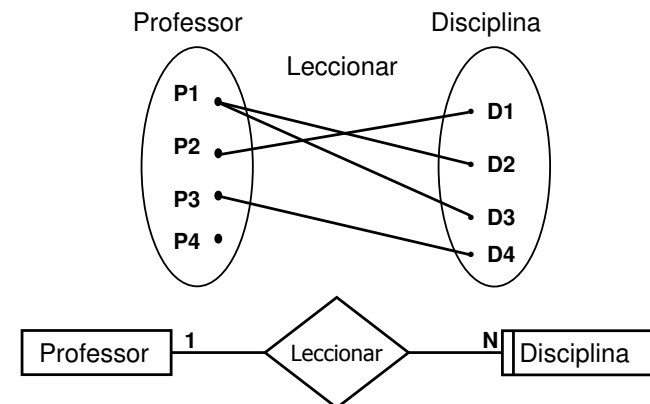 Professor Disciplina
Leccionar
P1
D1
P2
D2
P3
D3
P4
D4
1 N
Professor Leccionar Disciplina